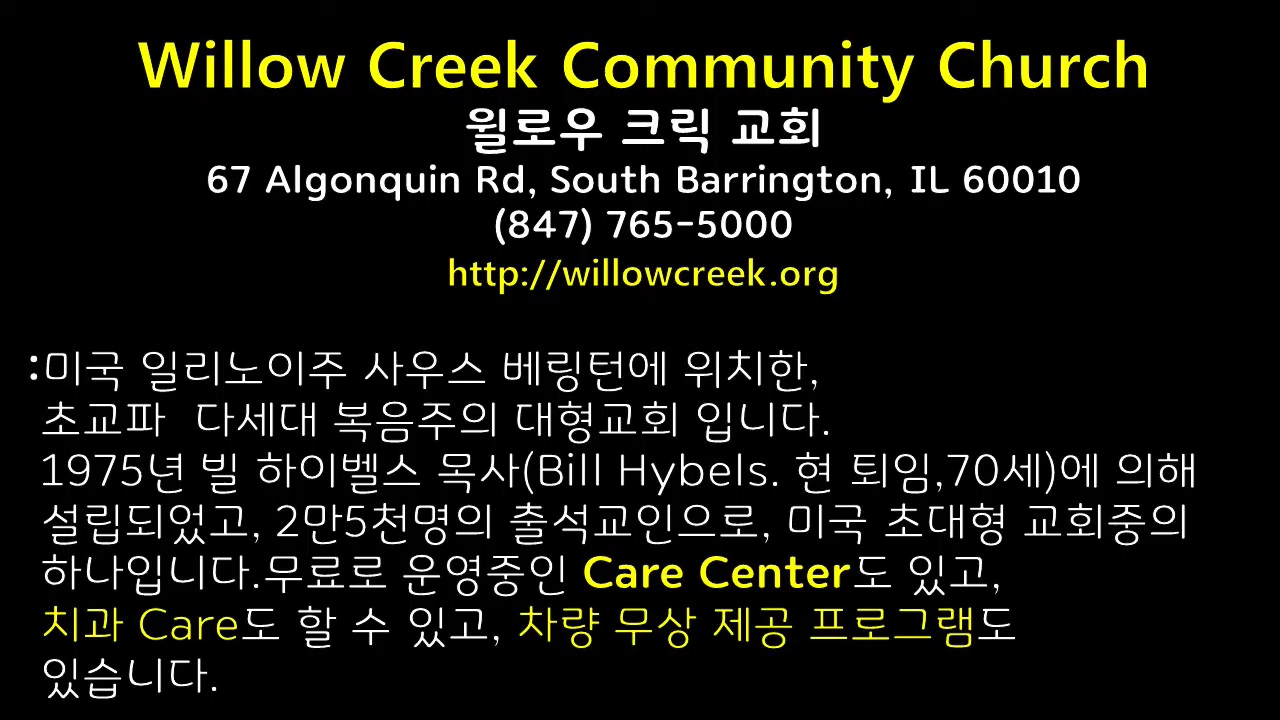 Willow Creek Community Church
윌로우 크릭 교회
67 Algonquin Rd, South Barrington, IL 60010
(847) 765-5000
http://willowcreek.org
:미국 일리노이주 사우스 베링턴에 위치한,
초교파 다세대 복음주의 대형교회 입니다.
1975년 빌 하이벨스 목사(Bill Hybels. 현 퇴임,70세)에 의해
설립되었고, 2만5천명의 출석교인으로, 미국 초대형 교회중의
하나입니다.무료로 운영중인 Care Center도 있고,
치과 Care도 할 수 있고, 차량 무상 제공 프로그램도
있습니다.